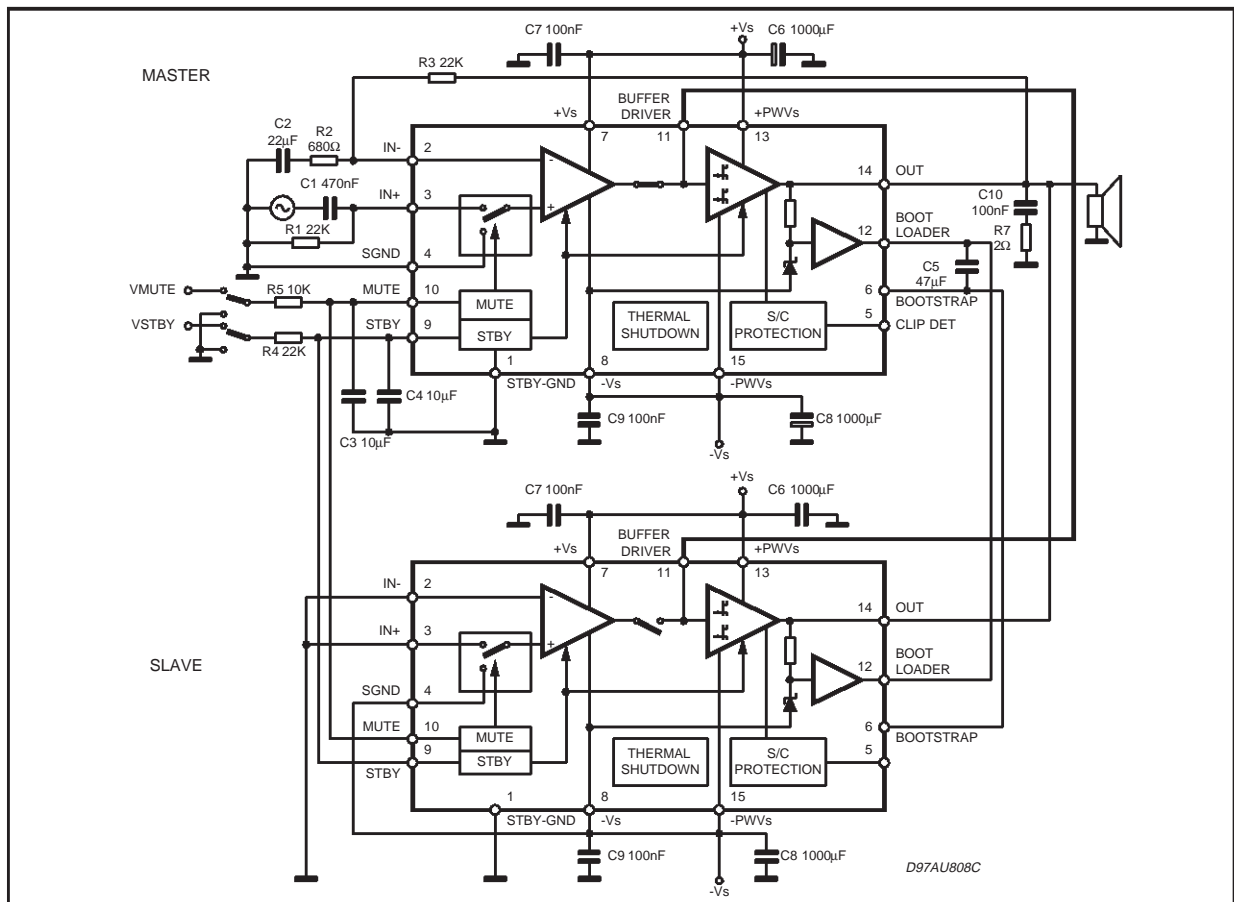 C7 100nF
+Vs
C6 1000μF
MASTER
R3 22K
BUFFER
DRIVER
+Vs
+PWVs
7
11
13
C2
22μF
R2
680Ω
IN-
2
14
OUT
C1 470nF
IN+
3
-
+
C10
100nF
R1 22K
12
BOOT
LOADER
R7
2Ω
SGND
4
C5
47μF
VMUTE
R5 10K
MUTE
10
MUTE
6
BOOTSTRAP
VSTBY
R4 22K
STBY
9
STBY
THERMAL
SHUTDOWN
S/C
PROTECTION
5
CLIP DET
1
8
15
STBY-GND
-Vs
-PWVs
C4 10μF
C3 10μF
C9 100nF
C8 1000μF
-Vs
+Vs
C7 100nF
C6 1000μF
BUFFER
DRIVER
+Vs
+PWVs
7
11
13
IN-
2
14
OUT
IN+
3
-
+
SLAVE
12
BOOT
LOADER
SGND
4
MUTE
10
MUTE
6
BOOTSTRAP
STBY
9
STBY
THERMAL
SHUTDOWN
S/C
PROTECTION
5
1
8
15
STBY-GND
-Vs
-PWVs
C9 100nF
C8 1000μF
-Vs
D97AU808C